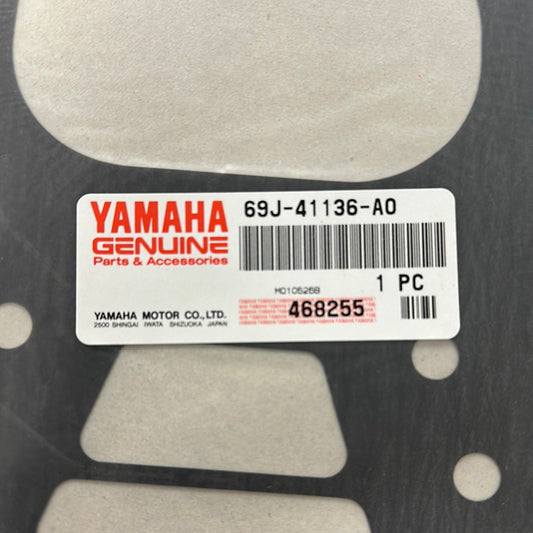 YAMAHA
GENUINE
Parts & Accessories
69J-41136-A0
1 PC
M010526B
468255
YAMAHA MOTOR CO., LTD.
2500 SHINGAI IWATA SHIZUOKA JAPAN